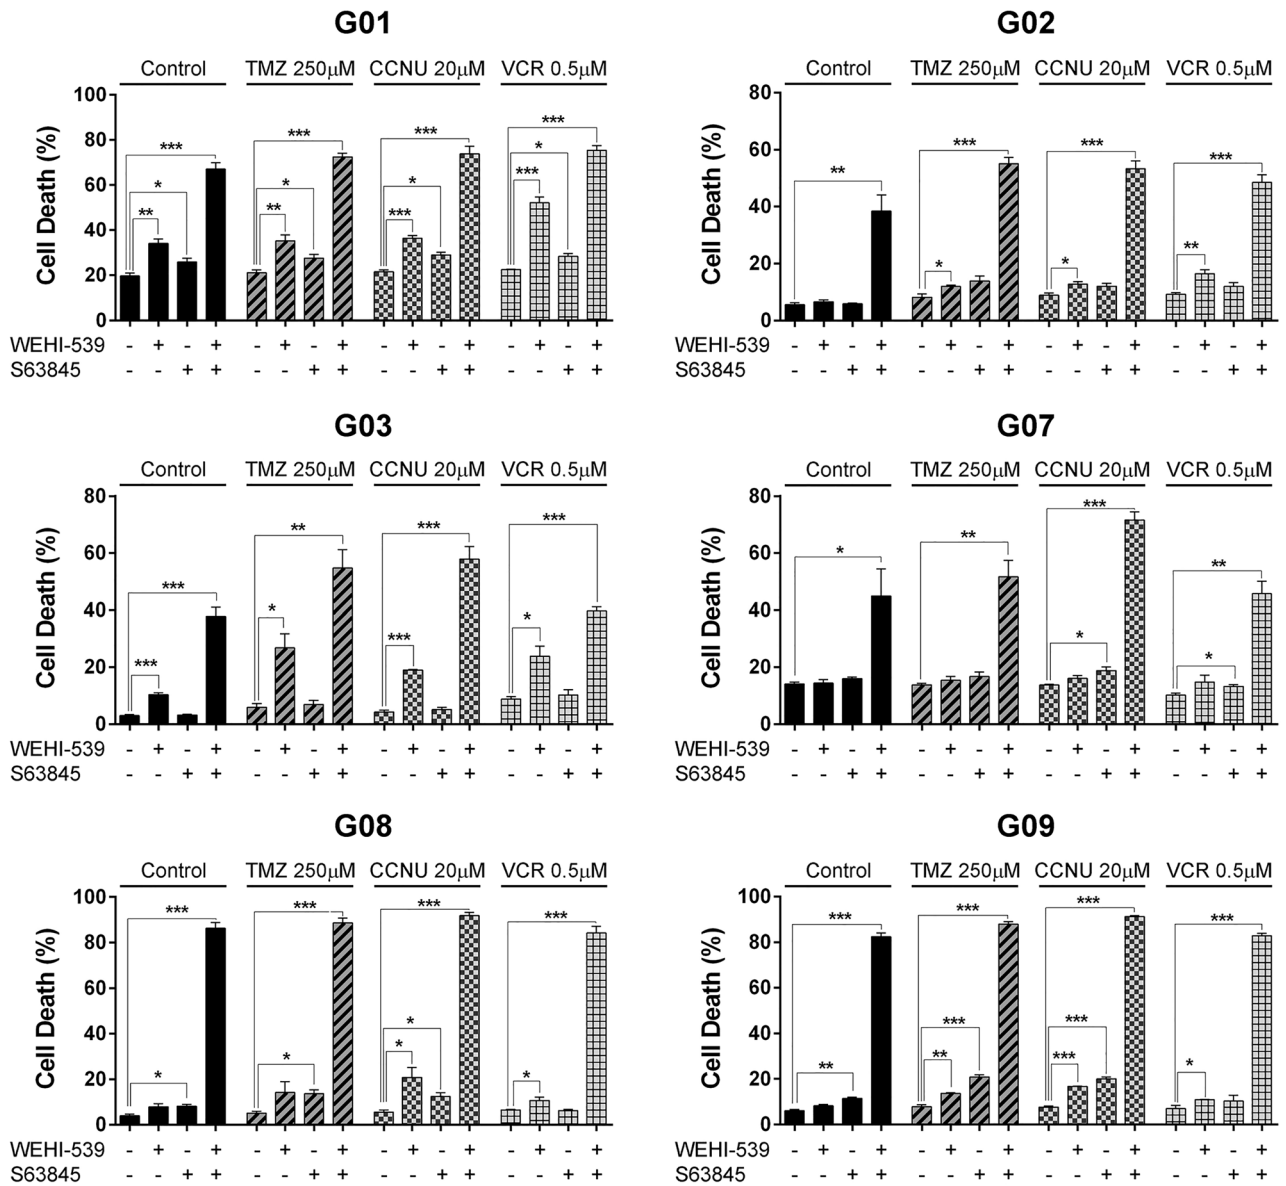 G01 G02
Control TMZ 250µM CCNU 20µM VCR 0.5µM Control TMZ 250µM CCNU 20µM VCR 0.5µM
Cell Death (%) Cell Death (%)
100 80
80 *** *** *** *** * *** * ** * *** * *** 60 *** *** *** **
60 40
40 ** 20 * * **
20 0
0
WEHI-539 - + - + - + - + - + - + - + - + WEHI-539 - + - + - + - + - + - + - + - +
S63845 - - + + - - + + - - + + - - + + S63845 - - + + - - + + - - + + - - + +
G03 G07
Control TMZ 250µM CCNU 20µM VCR 0.5µM Control TMZ 250µM CCNU 20µM VCR 0.5µM
Cell Death (%) Cell Death (%)
80 80 ***
60 *** ** *** *** 60 * ** **
40 *** * *** * 40 * *
20 20
0 0
WEHI-539 - + - + - + - + - + - + - + - + WEHI-539 - + - + - + - + - + - + - + - +
S63845 - - + + - - + + - - + + - - + + S63845 - - + + - - + + - - + + - - + +
G08 G09
Control TMZ 250µM CCNU 20µM VCR 0.5µM Control TMZ 250µM CCNU 20µM VCR 0.5µM
Cell Death (%) Cell Death (%)
100 *** *** *** *** 100 *** *** *** ***
80 80
60 60
40 * * 40 *** ***
20 * * * 20 ** ** *** *
0 0
WEHI-539 - + - + - + - + - + - + - + - + WEHI-539 - + - + - + - + - + - + - + - +
S63845 - - + + - - + + - - + + - - + + S63845 - - + + - - + + - - + + - - + +